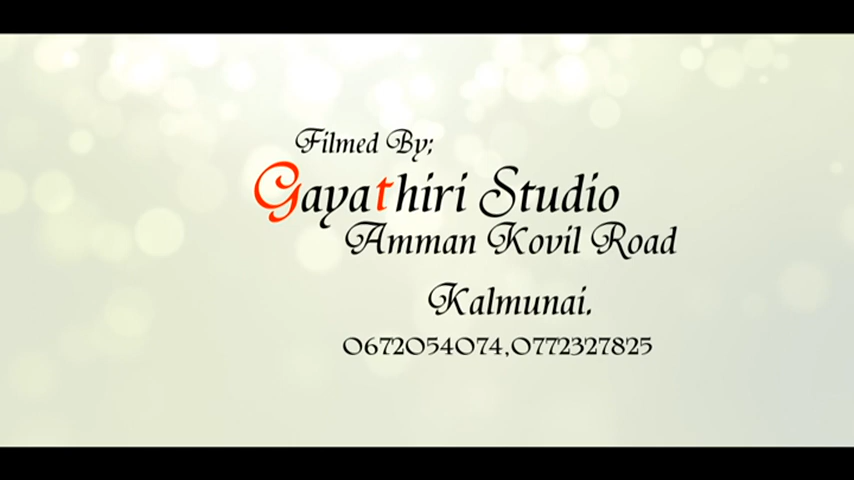 Filmed By;
Gayathiri Studio
Amman Kovil Road
Kalmunai.
0672054074,0772327825